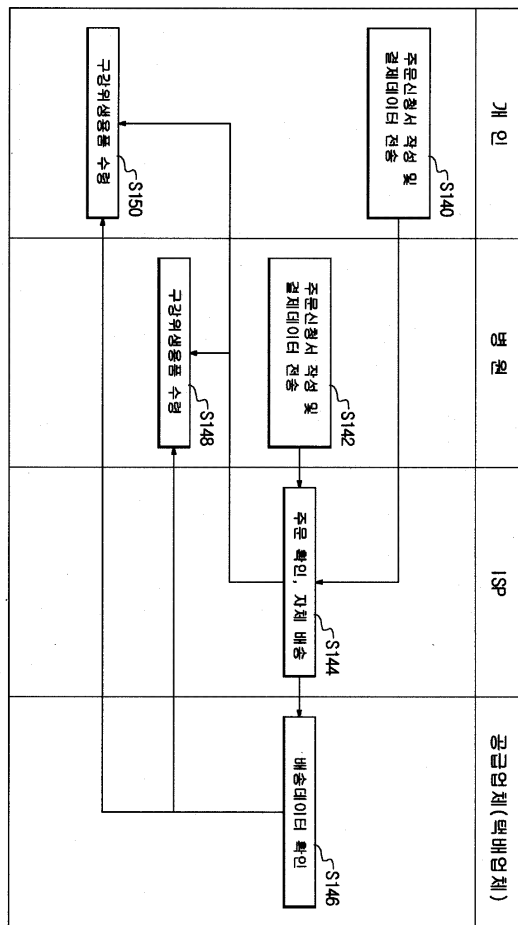 개 인
병 원
ISP
공급업체(택배업체)
S140
주문신청서 작성 및
결제데이터 전송
S142
주문신청서 작성 및
결제데이터 전송
S144
주문 확인, 자체 배송
S146
배송데이터 확인
S148
구강위생용품 수령
S150
구강위생용품 수령